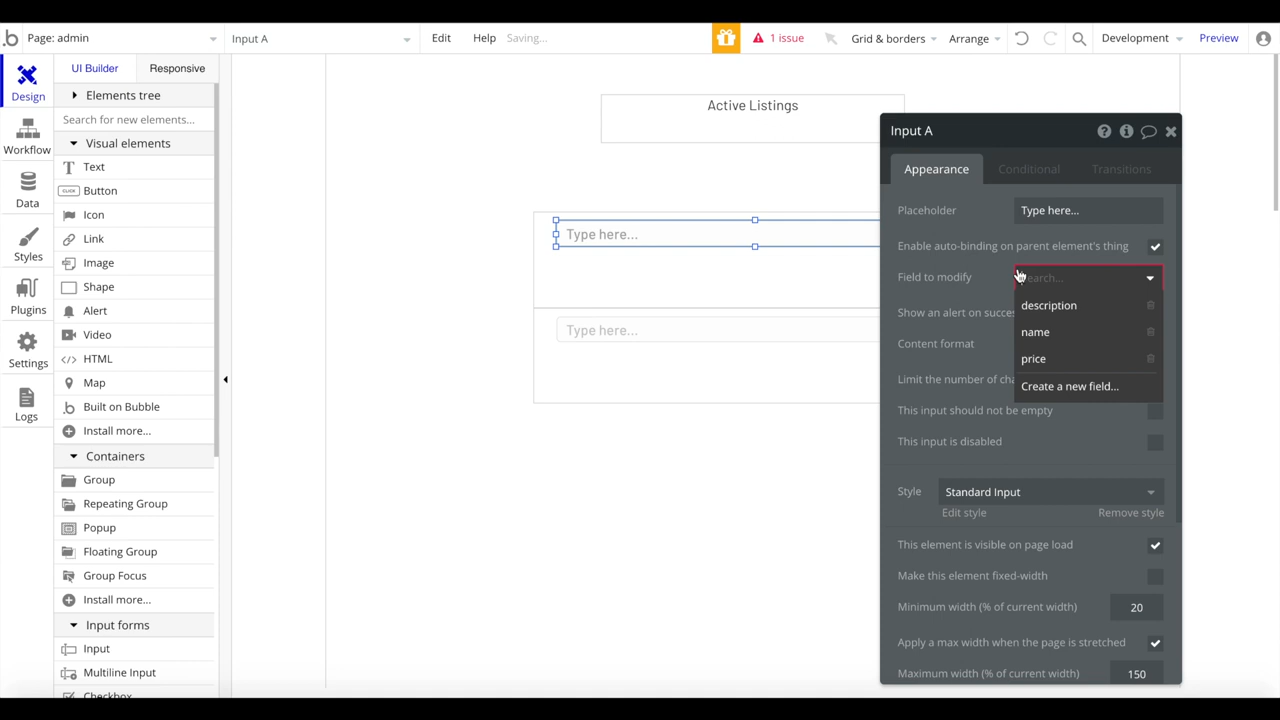 b Page: admin
Input A
Edit
Help
Saving...
1 issue
Grid & borders
Arrange
Development
Preview
Design
Workflow
Data
Styles
Plugins
Settings
Logs
UI Builder
Responsive
Elements tree
Search for new elements...
Visual elements
T Text
CLICK Button
Icon
Link
Image
Shape
Alert
Video
</> HTML
Map
b Built on Bubble
Install more...
Containers
Group
Repeating Group
Popup
Floating Group
Group Focus
Install more...
Input forms
Input
Multiline Input
Checkbox
Active Listings
Type here...
Type here...
Input A
Appearance
Conditional
Transitions
Placeholder
Type here...
Enable auto-binding on parent element's thing
Field to modify
Search...
description
name
price
Create a new field...
Show an alert on succes
Content format
Limit the number of cha
This input should not be empty
This input is disabled
Style
Standard Input
Edit style
Remove style
This element is visible on page load
Make this element fixed-width
Minimum width (% of current width)
20
Apply a max width when the page is stretched
Maximum width (% of current width)
150